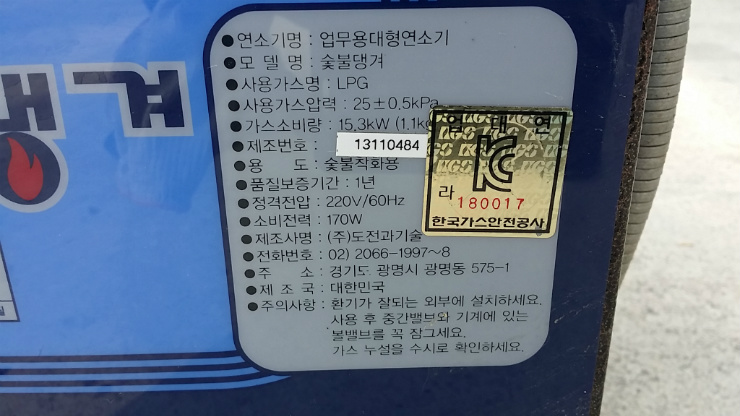 댕겨
●연소기명 : 업무용대형연소기
●모 델 명 : 숯불댕겨
●사용가스명 : LPG
●사용가스압력 : 25±0.5kPa
●가스소비량 : 15.3kW (1.1k
●제조번호 : 13110484
●용 도 : 숯불착화용
●품질보증기간 : 1년
●정격전압 : 220V/60Hz
●소비전력 : 170W
●제조사명 : (주)도전과기술
●전화번호 : 02) 2066-1997~8
●주 소 : 경기도 광명시 광명동 575-1
●제 조 국 : 대한민국
●주의사항 : 환기가 잘되는 외부에 설치하세요.
사용 후 중간밸브와 기계에 있는
볼밸브를 꼭 잠그세요.
가스 누설을 수시로 확인하세요.
업 대 연
KC
라 180017
한국가스안전공사